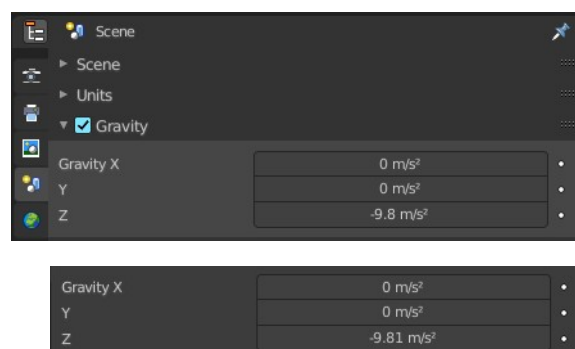 Scene
Scene
Units
Gravity
Gravity X 0 m/s²
Y 0 m/s²
Z -9.8 m/s²
Gravity X 0 m/s²
Y 0 m/s²
Z -9.81 m/s²